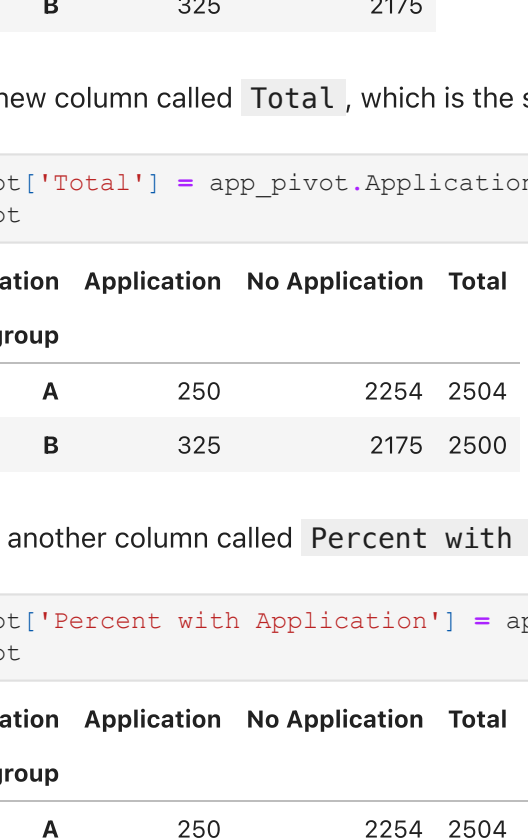 B 325 2175
new column called Total, which is the
ot['Total'] = app_pivot.Application
ot
ation Application No Application Total
group
A 250 2254 2504
B 325 2175 2500
another column called Percent with
ot['Percent with Application'] = ap
ot
ation Application No Application Total
group
A 250 2254 2504